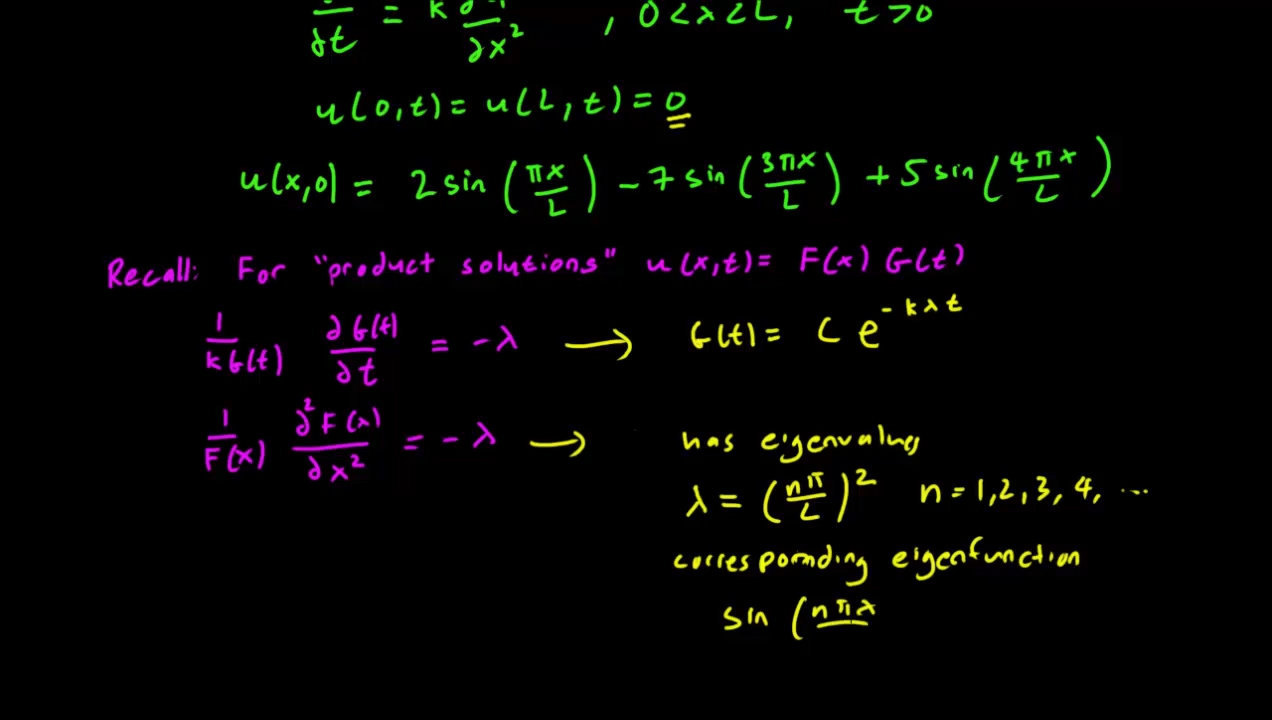 ∂t = k ∂x² , 0 < x < L, t > 0
u(0,t) = u(L,t) = 0
u(x,0) = 2 sin (πx/L) - 7 sin (3πx/L) + 5 sin (4πx/L)
Recall: For "product solutions" u(x,t) = F(x) G(t)
1/kG(t) ∂G(t)/∂t = -λ → G(t) = C e^{-kλt}
1/F(x) ∂²F(x)/∂x² = -λ → has eigenvalues
λ = (nπ/L)² n = 1,2,3,4, ...
corresponding eigenfunction
sin (nπx